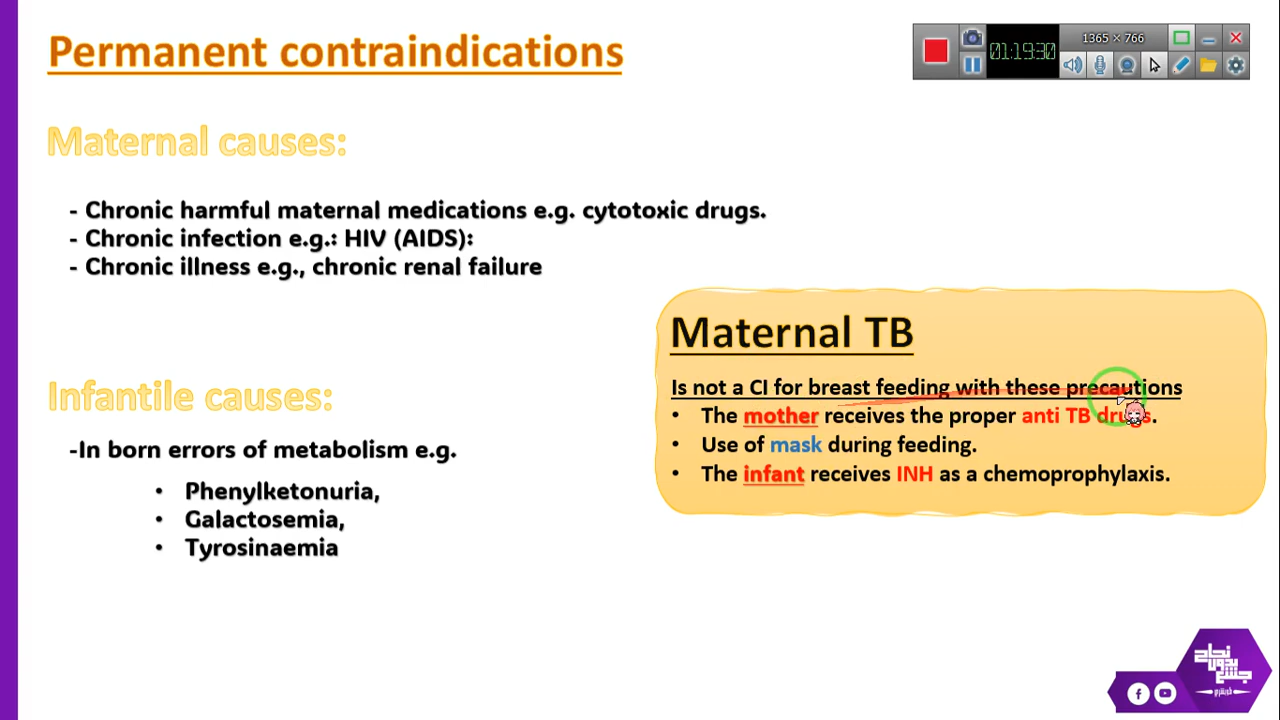 Permanent contraindications
01:19:30
1365 × 766
Maternal causes:
- Chronic harmful maternal medications e.g. cytotoxic drugs.
- Chronic infection e.g.: HIV (AIDS):
- Chronic illness e.g., chronic renal failure
Maternal TB
Is not a CI for breast feeding with these precautions
• The mother receives the proper anti TB drugs.
• Use of mask during feeding.
• The infant receives INH as a chemoprophylaxis.
Infantile causes:
-In born errors of metabolism e.g.
• Phenylketonuria,
• Galactosemia,
• Tyrosinaemia
نجاح
بدون